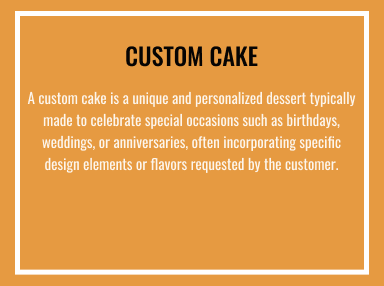 CUSTOM CAKE
A custom cake is a unique and personalized dessert typically
made to celebrate special occasions such as birthdays,
weddings, or anniversaries, often incorporating specific
design elements or flavors requested by the customer.